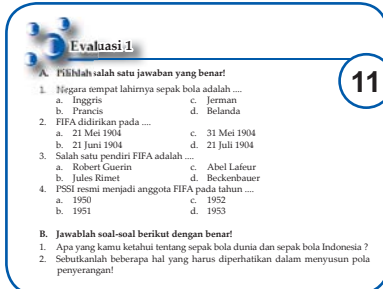 Evaluasi 1
A. Pilihlah salah satu jawaban yang benar!
11
1. Negara tempat lahirnya sepak bola adalah ....
a. Inggris c. Jerman
b. Prancis d. Belanda
2. FIFA didirikan pada ....
a. 21 Mei 1904 c. 31 Mei 1904
b. 21 Juni 1904 d. 21 Juli 1904
3. Salah satu pendiri FIFA adalah ....
a. Robert Guerin c. Abel Lafeur
b. Jules Rimet d. Beckenbauer
4. PSSI resmi menjadi anggota FIFA pada tahun ....
a. 1950 c. 1952
b. 1951 d. 1953
B. Jawablah soal-soal berikut dengan benar!
1. Apa yang kamu ketahui tentang sepak bola dunia dan sepak bola Indonesia ?
2. Sebutkanlah beberapa hal yang harus diperhatikan dalam menyusun pola
penyerangan!